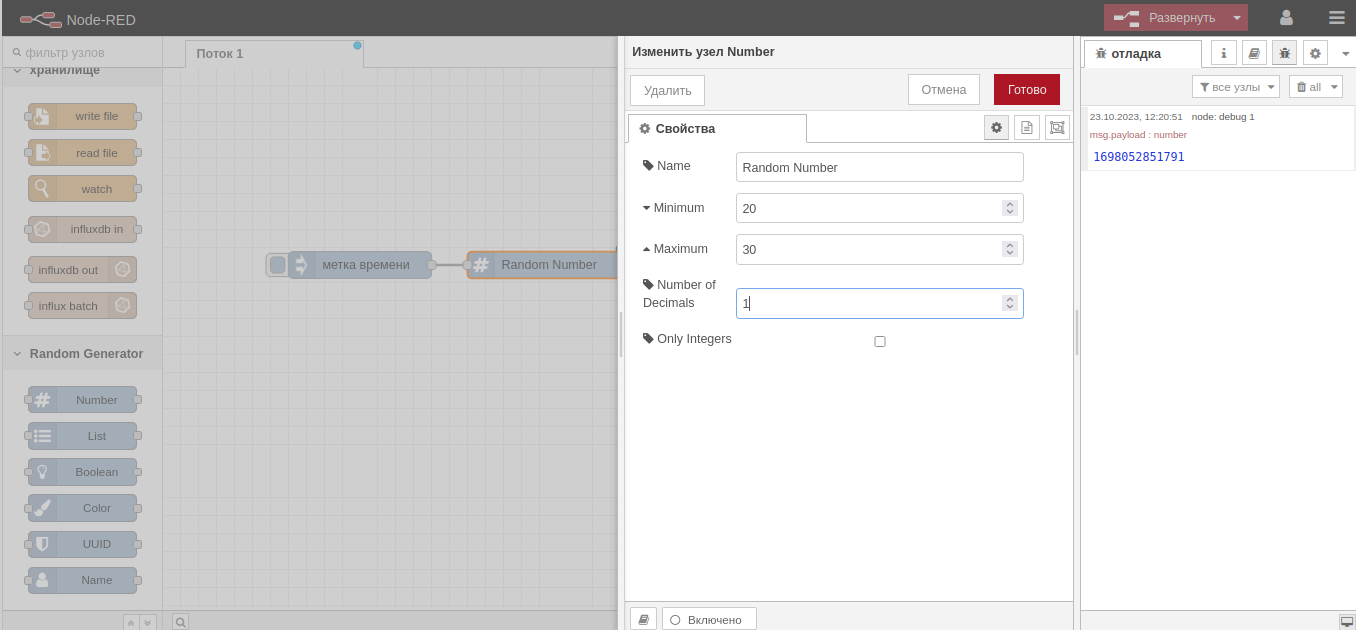 Node-RED
Развернуть
фильтр узлов
хранилище
write file
read file
watch
influxdb in
influxdb out
influx batch
Random Generator
Number
List
Boolean
Color
UUID
Name
Поток 1
метка времени
Random Number
Изменить узел Number
Удалить
Отмена
Готово
Свойства
Name
Random Number
Minimum
20
Maximum
30
Number of
Decimals
1
Only Integers
Включено
отладка
i
все узлы
all
23.10.2023, 12:20:51 node: debug 1
msg.payload : number
1698052851791